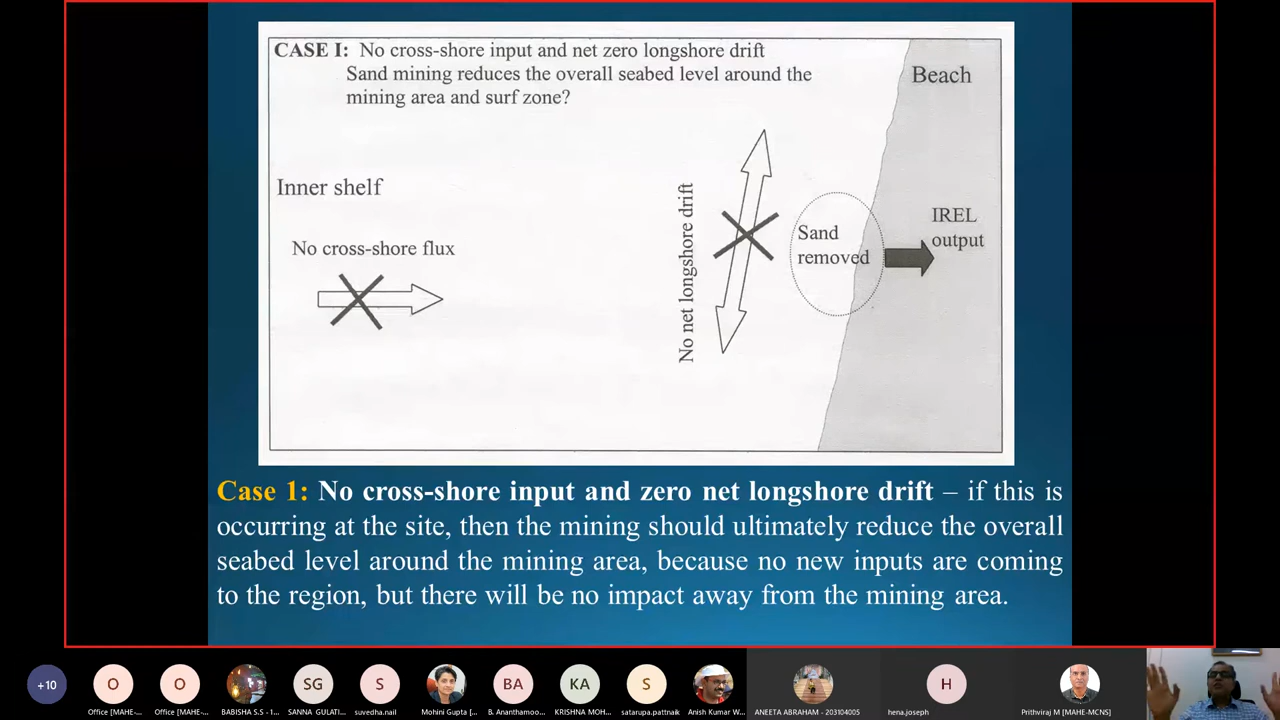 CASE I: No cross-shore input and net zero longshore drift
Sand mining reduces the overall seabed level around the
mining area and surf zone?
Beach
Inner shelf
No cross-shore flux
No net longshore drift
Sand
removed
IREL
output
Case 1: No cross-shore input and zero net longshore drift – if this is
occurring at the site, then the mining should ultimately reduce the overall
seabed level around the mining area, because no new inputs are coming
to the region, but there will be no impact away from the mining area.
+10
O
O
SG
S
BA
KA
S
H
Office [MAHE-...
Office [MAHE-...
BABISHA S.S - 1...
SANNA GULATI...
suvedha.nail
Mohini Gupta [...
B. Ananthamoo...
KRISHNA MOH...
satarupa.pattnaik
Anish Kumar W...
ANEETA ABRAHAM - 203104005
hena.joseph
Prithviraj M [MAHE-MCNS]